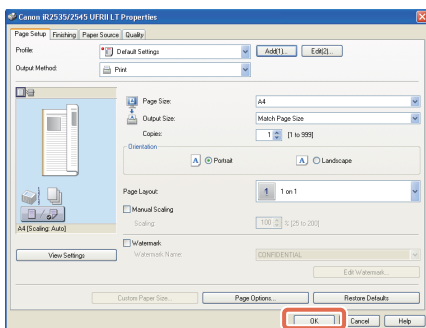 Canon iR2535/2545 UFRII LT Properties
Page Setup Finishing Paper Source Quality
Profile: Default Settings Add(1)... Edit(2)...
Output Method: Print
Page Size: A4
Output Size: Match Page Size
Copies: 1 [1 to 999]
Orientation
A Portrait A Landscape
Page Layout: 1 1 on 1
Manual Scaling
Scaling: 100 % [25 to 200]
A4 [Scaling: Auto]
Watermark
View Settings Watermark Name: CONFIDENTIAL
Edit Watermark...
Custom Paper Size... Page Options... Restore Defaults
OK Cancel Help